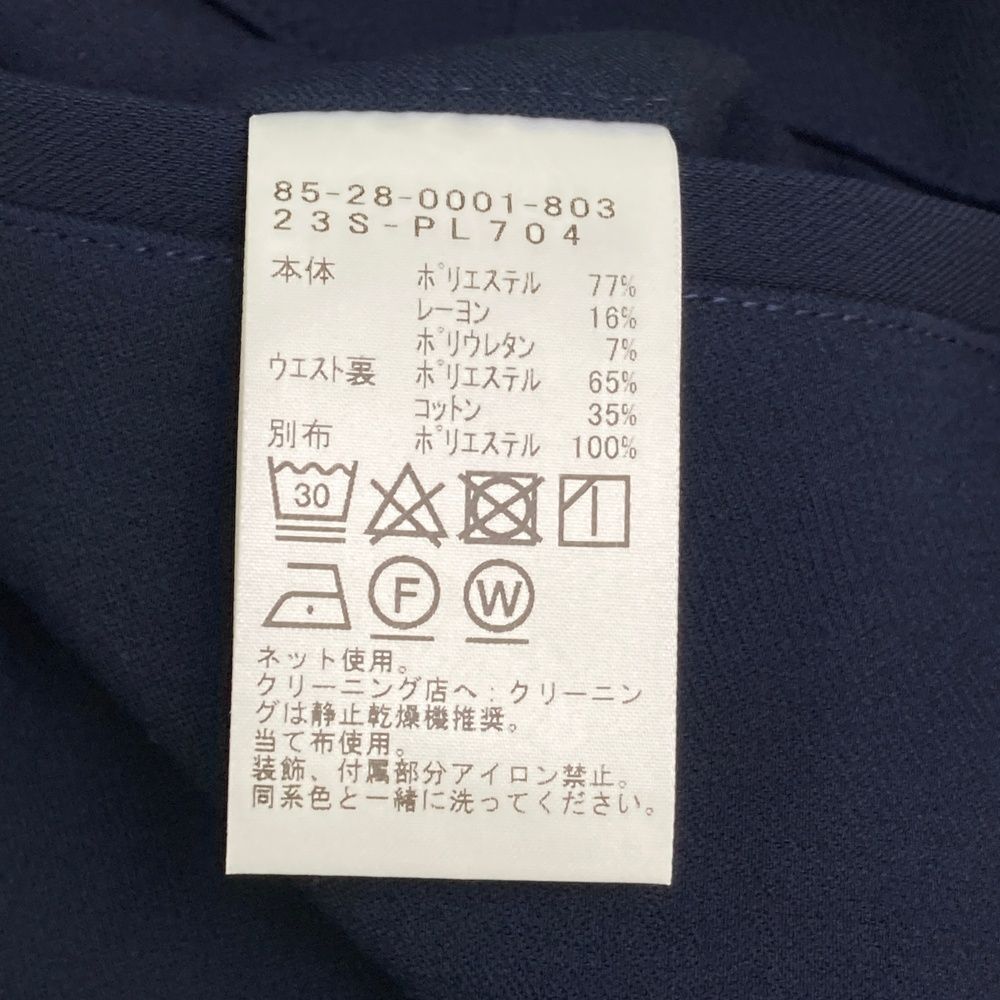 85-28-0001-803
23S-PL704
本体 ポリエステル 77%
レーヨン 16%
ポリウレタン 7%
ウエスト裏 ポリエステル 65%
コットン 35%
別布 ポリエステル 100%
30
F W
ネット使用。
クリーニング店へ：クリーニン
グは静止乾燥機推奨。
当て布使用。
装飾、付属部分アイロン禁止。
同系色と一緒に洗ってください。